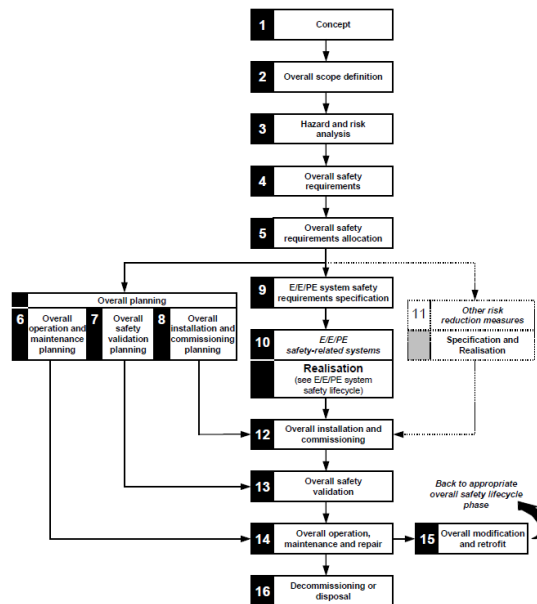 1
Concept
2
Overall scope definition
3
Hazard and risk
analysis
4
Overall safety
requirements
5
Overall safety
requirements allocation
Overall planning
6
Overall
operation and
maintenance
planning
7
Overall
safety
validation
planning
8
Overall
installation and
commissioning
planning
9
E/E/PE system safety
requirements specification
10
E/E/PE
safety-related systems
Realisation
(see E/E/PE system
safety lifecycle)
11
Other risk
reduction measures
Specification and
Realisation
12
Overall installation and
commissioning
13
Overall safety
validation
Back to appropriate
overall safety lifecycle
phase
14
Overall operation,
maintenance and repair
15
Overall modification
and retrofit
16
Decommissioning or
disposal